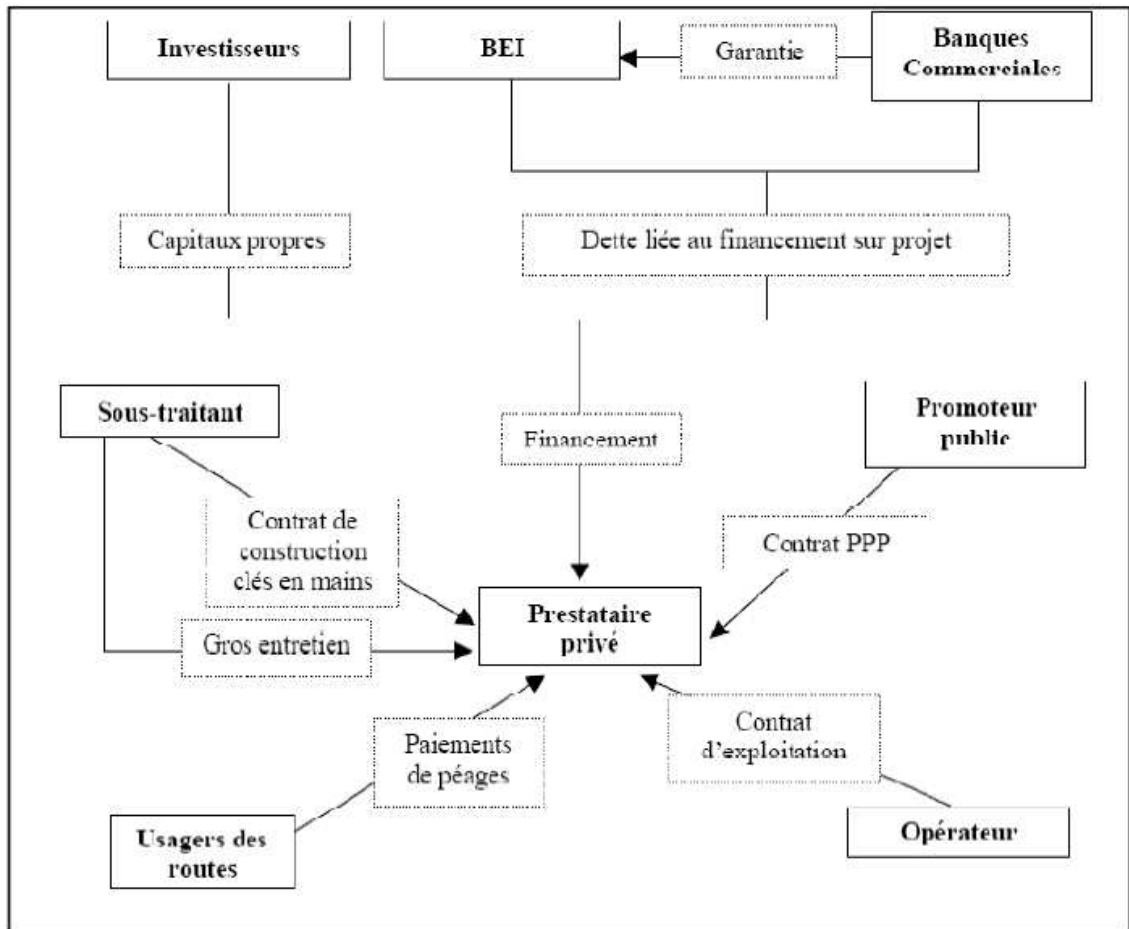 Investisseurs
BEI
Garantie
Banques
Commerciales
Capitaux propres
Dette liée au financement sur projet
Sous-traitant
Financement
Promoteur
public
Contrat de
construction
clés en mains
Contrat PPP
Gros entretien
Prestataire
privé
Paiements
de péages
Contrat
d'exploitation
Usagers des
routes
Opérateur